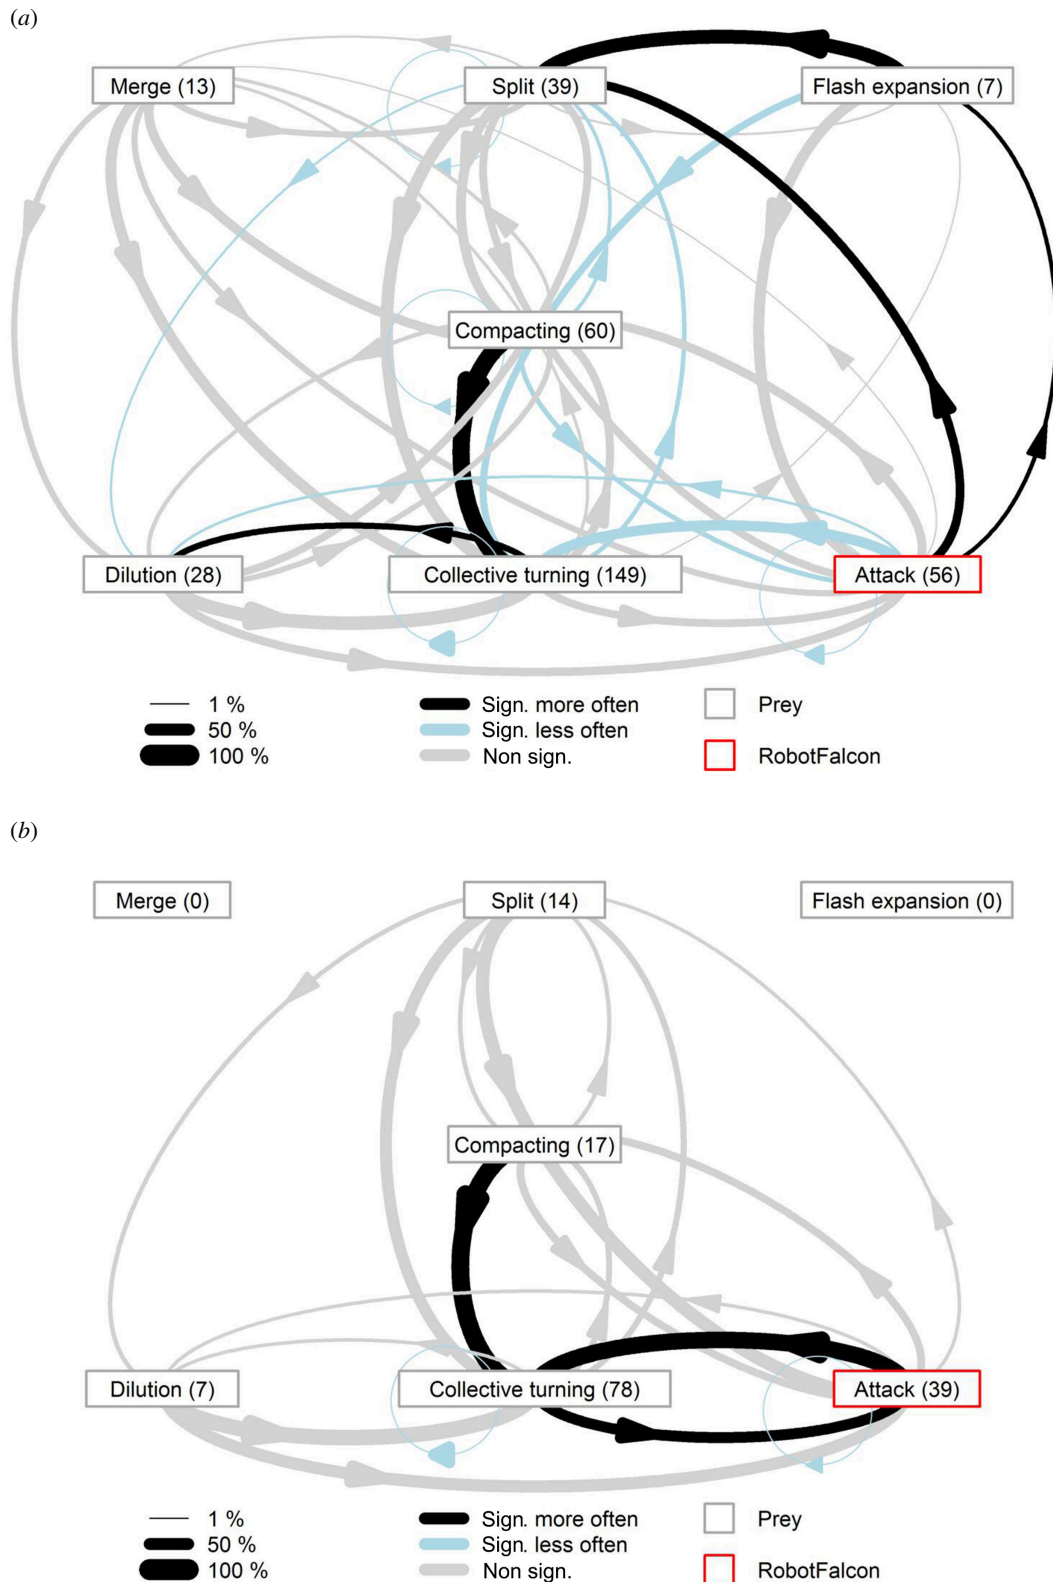 (a)
Merge (13) Split (39) Flash expansion (7)
Compacting (60)
Dilution (28) Collective turning (149) Attack (56)
1 % Sign. more often Prey
50 % Sign. less often
100 % Non sign. RobotFalcon
(b)
Merge (0) Split (14) Flash expansion (0)
Compacting (17)
Dilution (7) Collective turning (78) Attack (39)
1 % Sign. more often Prey
50 % Sign. less often
100 % Non sign. RobotFalcon